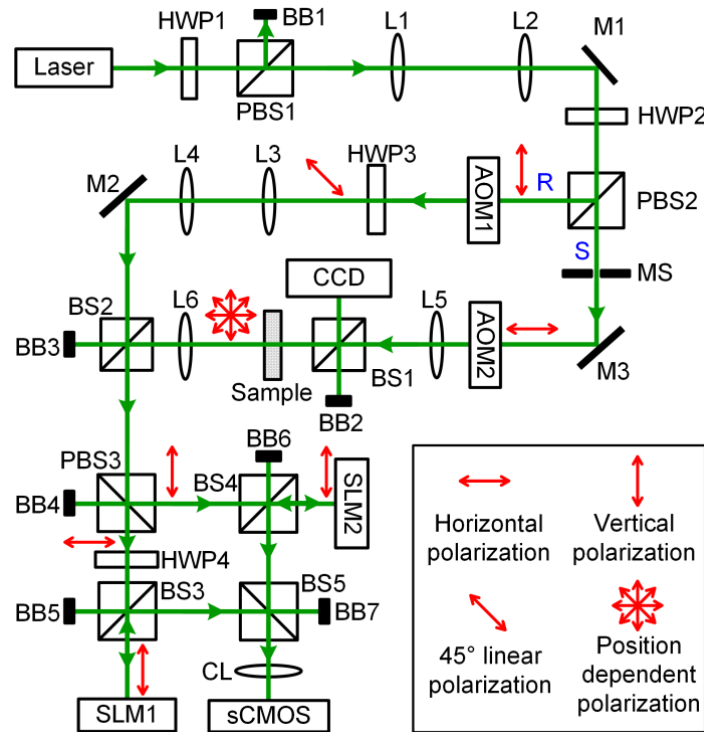 HWP1
BB1
L1
L2
M1
Laser
PBS1
HWP2
M2
L4
L3
HWP3
R
AOM1
PBS2
S
CCD
MS
BS2
L6
L5
AOM2
BB3
Sample
BS1
M3
BB2
PBS3
BS4
BB6
SLM2
BB4
HWP4
BS3
BS5
BB5
BB7
CL
SLM1
sCMOS
Horizontal
polarization
Vertical
polarization
45° linear
polarization
Position
dependent
polarization